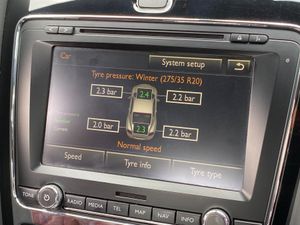 Car
System setup
Tyre pressure: Winter (275/35 R20)
2.3 bar
2.4
2.2 bar
2.0 bar
2.3
2.2 bar
Normal speed
Speed
Tyre info
Tyre type
TONE
RADIO
MEDIA
TEL
MAP
NAV
INFO